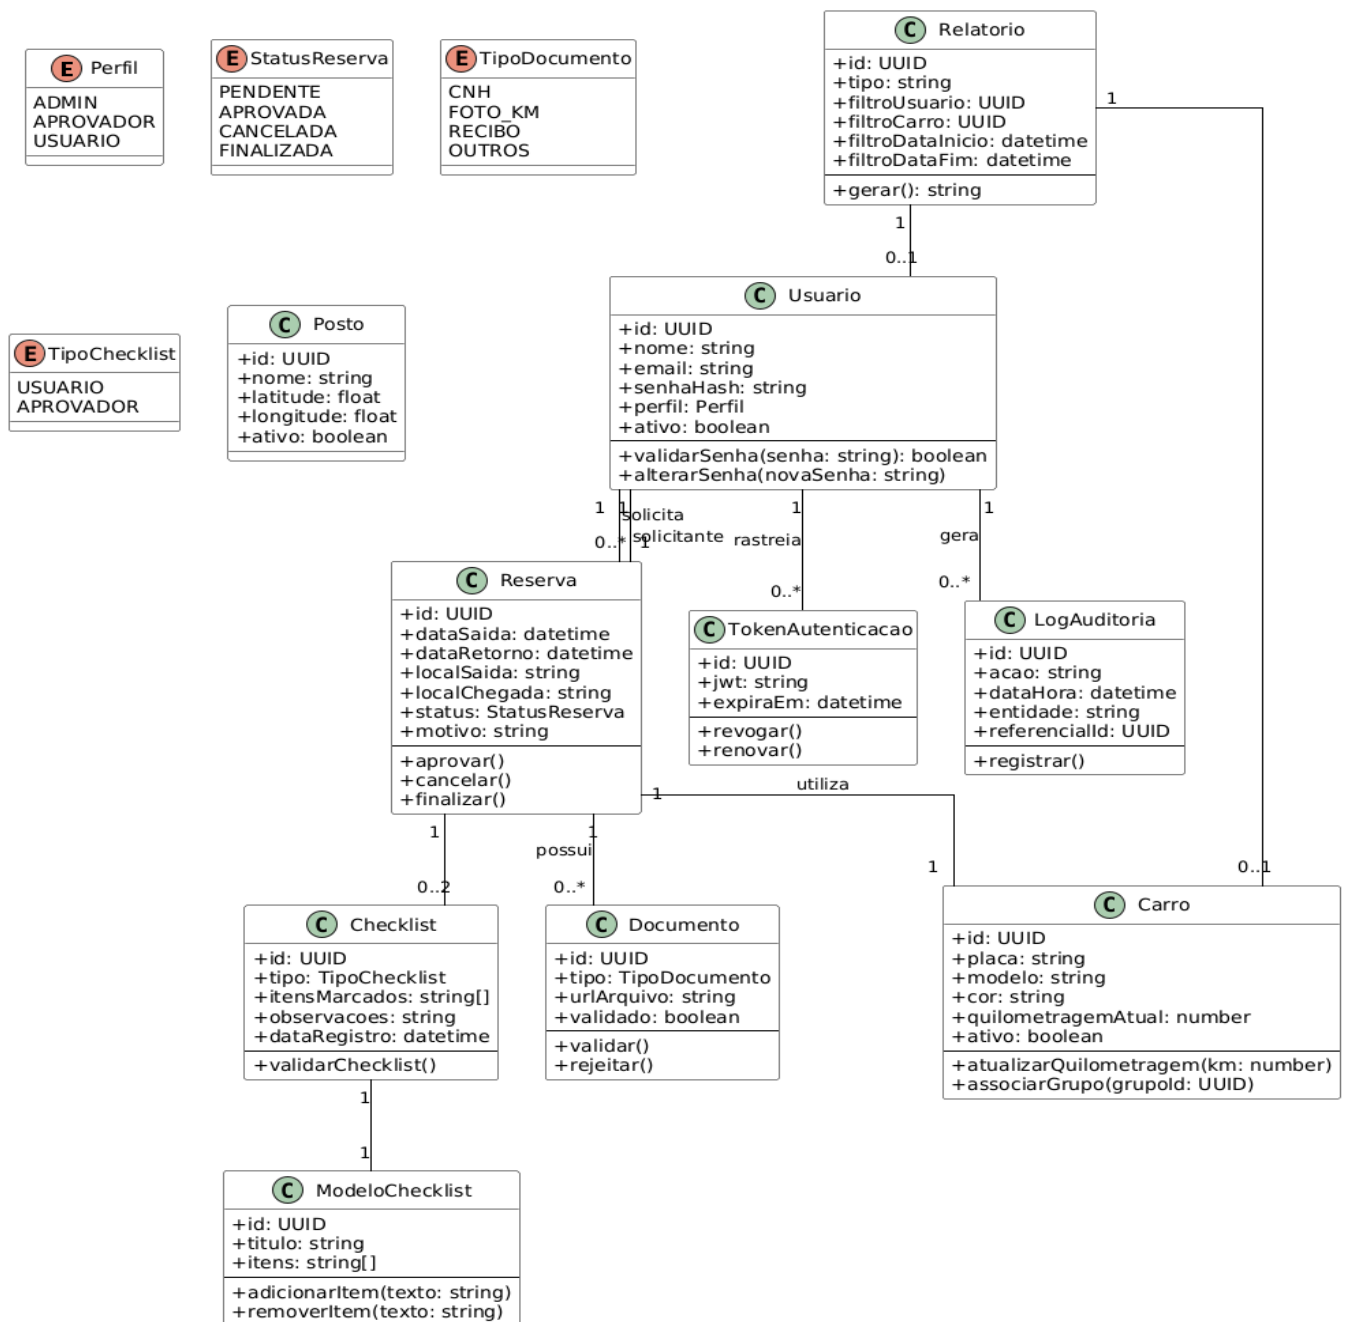 E Perfil
ADMIN
APROVADOR
USUARIO
E StatusReserva
PENDENTE
APROVADA
CANCELADA
FINALIZADA
E TipoDocumento
CNH
FOTO_KM
RECIBO
OUTROS
C Relatorio
+id: UUID
+tipo: string
+filtroUsuario: UUID
+filtroCarro: UUID
+filtroDataInicio: datetime
+filtroDataFim: datetime
+gerar(): string
1
1
0..1
E TipoChecklist
USUARIO
APROVADOR
C Posto
+id: UUID
+nome: string
+latitude: float
+longitude: float
+ativo: boolean
C Usuario
+id: UUID
+nome: string
+email: string
+senhaHash: string
+perfil: Perfil
+ativo: boolean
+validarSenha(senha: string): boolean
+alterarSenha(novaSenha: string)
1
1
solicita
solicitante
0..*
1
1
rastreia
0..*
1
gera
0..*
C Reserva
+id: UUID
+dataSaida: datetime
+dataRetorno: datetime
+localSaida: string
+localChegada: string
+status: StatusReserva
+motivo: string
+aprovar()
+cancelar()
+finalizar()
C TokenAutenticacao
+id: UUID
+jwt: string
+expiraEm: datetime
+revogar()
+renovar()
C LogAuditoria
+id: UUID
+acao: string
+dataHora: datetime
+entidade: string
+referencialId: UUID
+registrar()
1
utiliza
1
0..1
1
0..2
1
possui
0..*
C Checklist
+id: UUID
+tipo: TipoChecklist
+itensMarcados: string[]
+observacoes: string
+dataRegistro: datetime
+validarChecklist()
C Documento
+id: UUID
+tipo: TipoDocumento
+urlArquivo: string
+validado: boolean
+validar()
+rejeitar()
C Carro
+id: UUID
+placa: string
+modelo: string
+cor: string
+quilometragemAtual: number
+ativo: boolean
+atualizarQuilometragem(km: number)
+associarGrupo(grupoId: UUID)
1
1
C ModeloChecklist
+id: UUID
+titulo: string
+itens: string[]
+adicionarItem(texto: string)
+removerItem(texto: string)